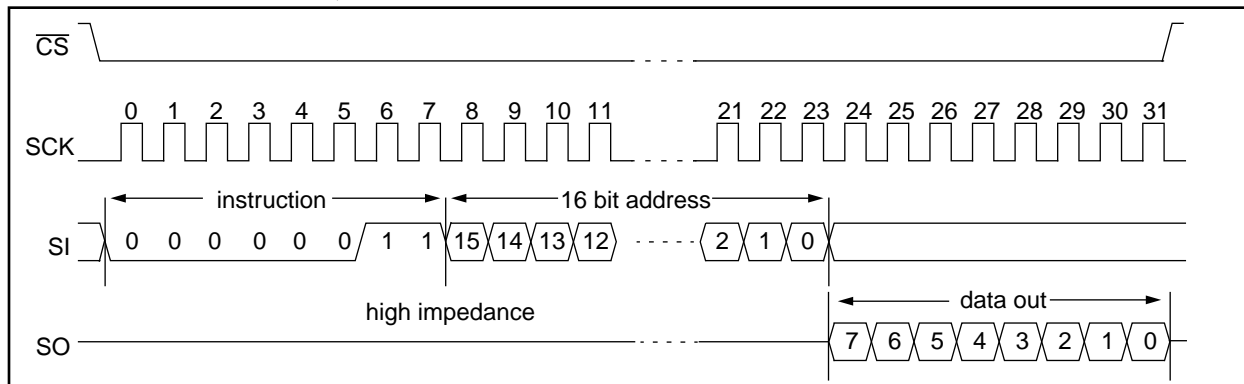 CS
0 1 2 3 4 5 6 7 8 9 10 11 21 22 23 24 25 26 27 28 29 30 31
SCK
instruction 16 bit address
SI 0 0 0 0 0 0 1 1 15 14 13 12 2 1 0
high impedance data out
SO 7 6 5 4 3 2 1 0